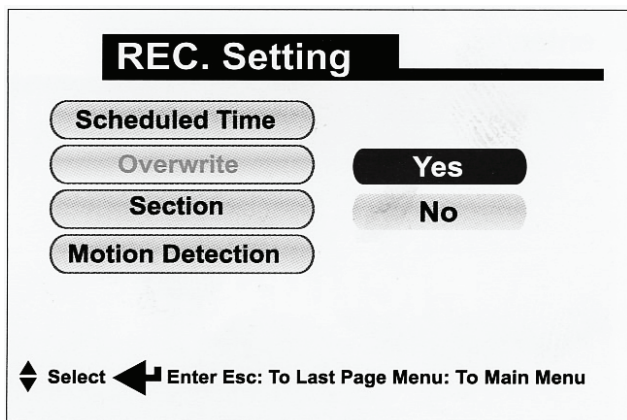 REC. Setting
Scheduled Time
Overwrite Yes
Section No
Motion Detection
Select Enter Esc: To Last Page Menu: To Main Menu